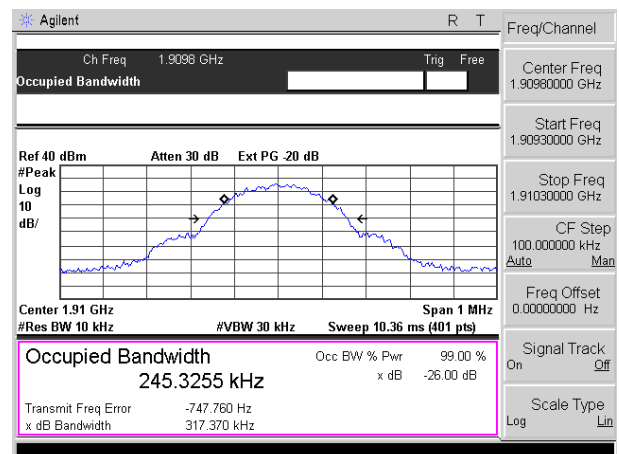 Agilent R T
Freq/Channel
Ch Freq 1.9098 GHz Trig Free
Occupied Bandwidth
Center Freq
1.90980000 GHz
Start Freq
1.90930000 GHz
Stop Freq
1.91030000 GHz
CF Step
100.000000 kHz
Auto Man
Freq Offset
0.00000000 Hz
Signal Track
On Off
Scale Type
Log Lin
Ref 40 dBm Atten 30 dB Ext PG -20 dB
#Peak
Log
10
dB/
Center 1.91 GHz Span 1 MHz
#Res BW 10 kHz #VBW 30 kHz Sweep 10.36 ms (401 pts)
Occupied Bandwidth Occ BW % Pwr 99.00 %
245.3255 kHz x dB -26.00 dB
Transmit Freq Error -747.760 Hz
x dB Bandwidth 317.370 kHz